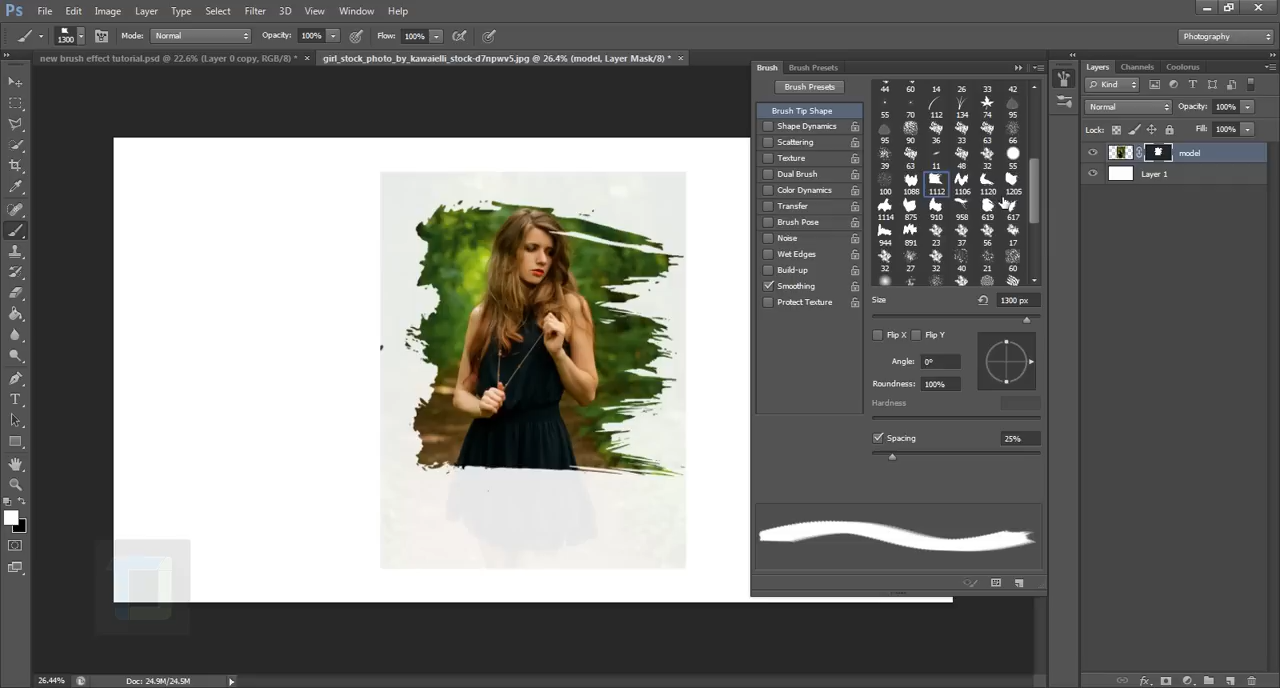 Ps File Edit Image Layer Type Select Filter 3D View Window Help
1300 Mode: Normal Opacity: 100% Flow: 100% Photography
new brush effect tutorial.psd @ 22.6% (Layer 0 copy, RGB/8) * × girl_stock_photo_by_kawaielli_stock-d7npwv5.jpg @ 26.4% (model, Layer Mask/8) * ×
Brush Brush Presets
Layers Channels Coolorus
Brush Presets
Kind
Normal Opacity: 100%
Lock: Fill: 100%
model
Layer 1
Brush Tip Shape
Shape Dynamics
Scattering
Texture
Dual Brush
Color Dynamics
Transfer
Brush Pose
Noise
Wet Edges
Build-up
Smoothing
Protect Texture
44 60 14 26 33 42
55 70 112 134 74 95
95 90 36 33 63 66
39 63 11 48 32 55
100 1088 1112 1106 1120 1205
1114 875 910 958 619 617
944 891 23 37 56 17
32 27 32 40 21 60
Size 1300 px
Flip X Flip Y
Angle: 0°
Roundness: 100%
Hardness
Spacing 25%
26.44% Doc: 24.9M/24.5M